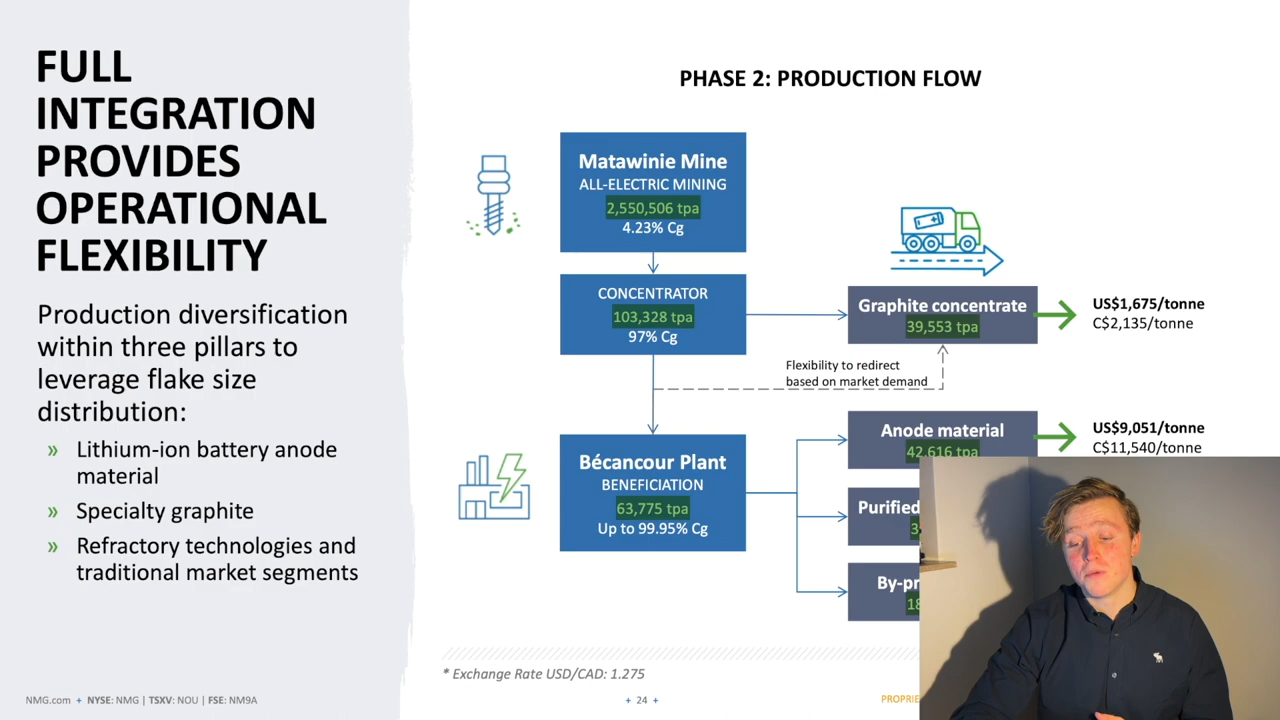 FULL
INTEGRATION
PROVIDES
OPERATIONAL
FLEXIBILITY
Production diversification
within three pillars to
leverage flake size
distribution:
» Lithium-ion battery anode
material
» Specialty graphite
» Refractory technologies and
traditional market segments
PHASE 2: PRODUCTION FLOW
Matawinie Mine
ALL-ELECTRIC MINING
2,550,506 tpa
4.23% Cg
CONCENTRATOR
103,328 tpa
97% Cg
Graphite concentrate
39,553 tpa
US$1,675/tonne
C$2,135/tonne
Flexibility to redirect
based on market demand
Bécancour Plant
BENEFICIATION
63,775 tpa
Up to 99.95% Cg
Anode material
42,616 tpa
US$9,051/tonne
C$11,540/tonne
Purified
* Exchange Rate USD/CAD: 1.275
NMG.com + NYSE: NMG | TSXV: NOU | FSE: NM9A
+ 24 +